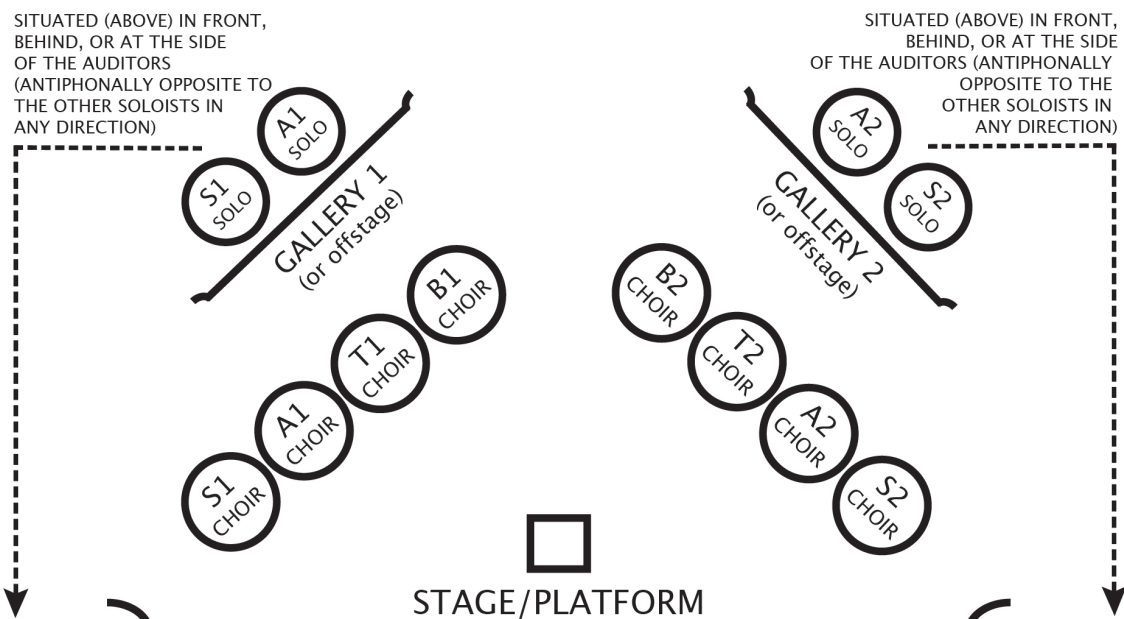 SITUATED (ABOVE) IN FRONT,
BEHIND, OR AT THE SIDE
OF THE AUDITORS
(ANTIPHONALLY OPPOSITE TO
THE OTHER SOLOISTS IN
ANY DIRECTION)
SITUATED (ABOVE) IN FRONT,
BEHIND, OR AT THE SIDE
OF THE AUDITORS (ANTIPHONALLY
OPPOSITE TO THE
OTHER SOLOISTS IN
ANY DIRECTION)
A1
SOLO
S1
SOLO
GALLERY 1
(or offstage)
A2
SOLO
S2
SOLO
GALLERY 2
(or offstage)
B1
CHOIR
T1
CHOIR
A1
CHOIR
S1
CHOIR
B2
CHOIR
T2
CHOIR
A2
CHOIR
S2
CHOIR
STAGE/PLATFORM